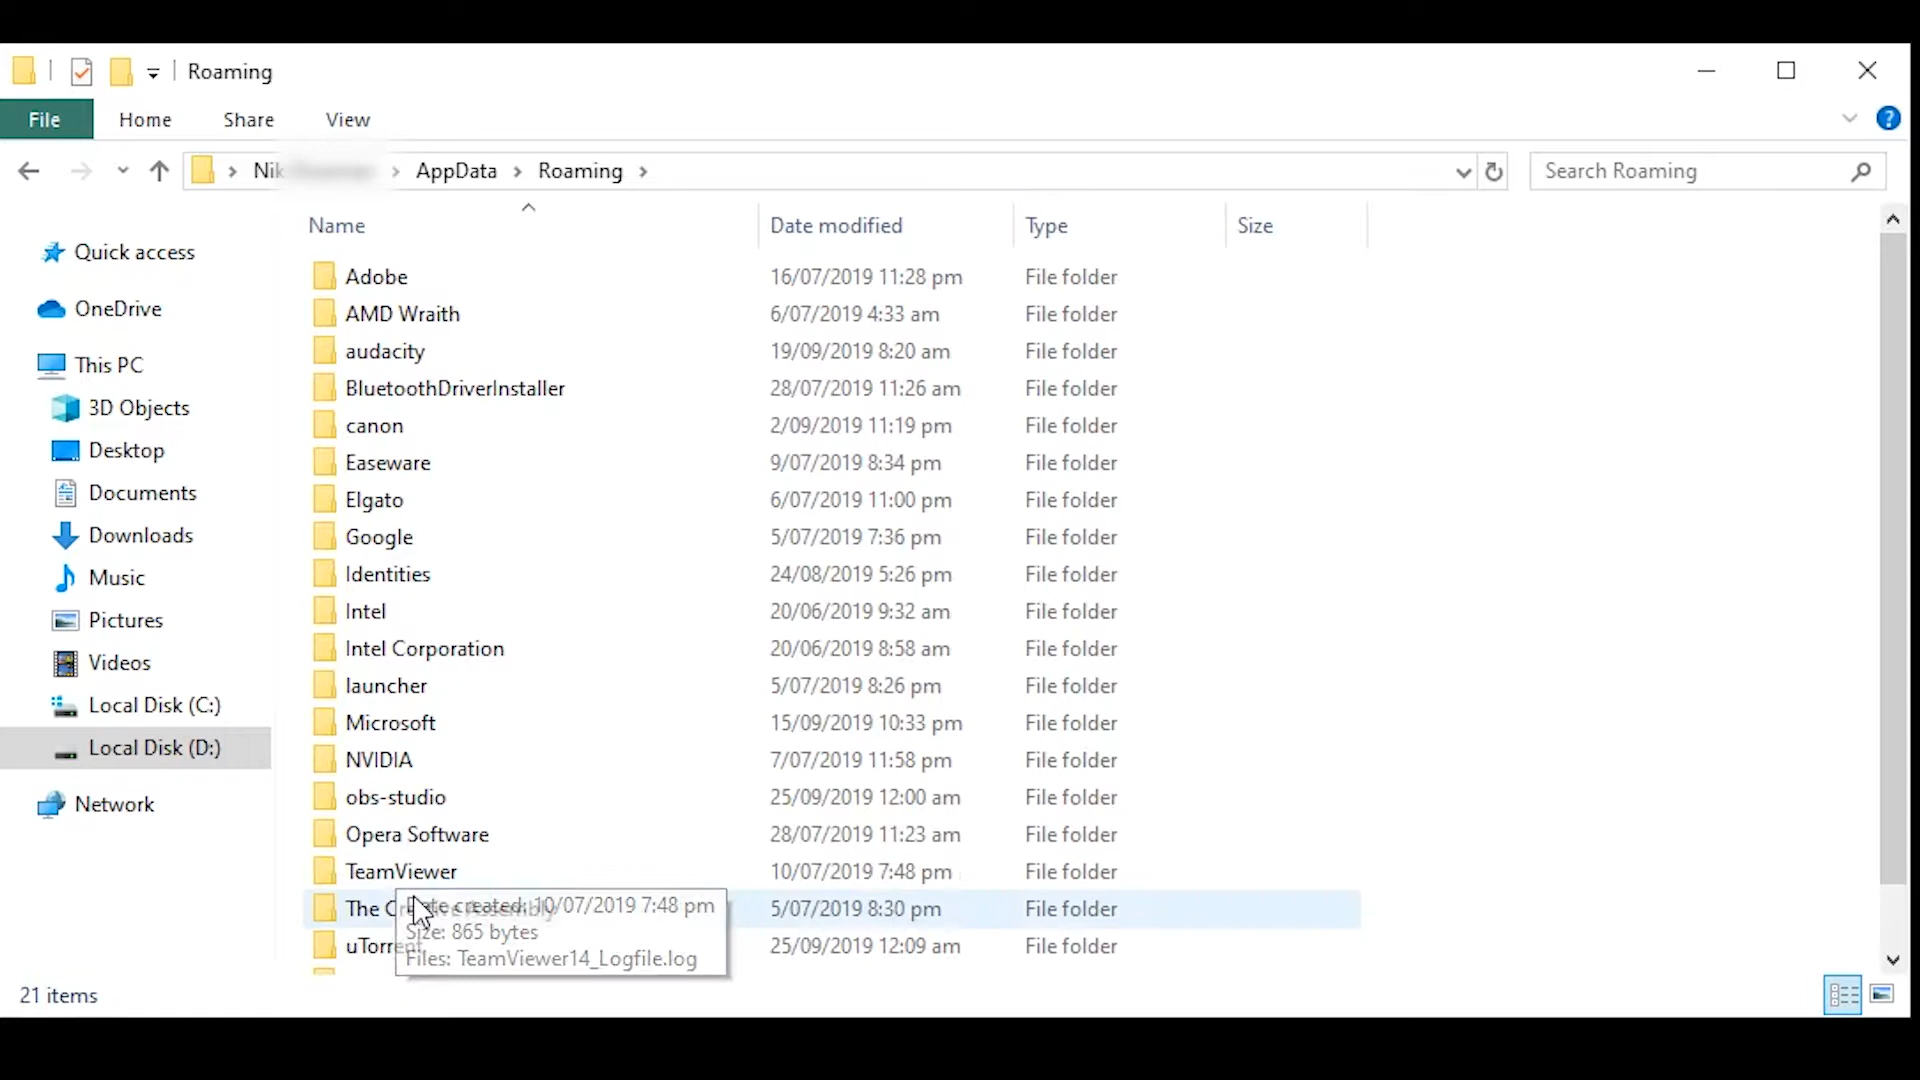 Roaming
File Home Share View
Nik AppData Roaming Search Roaming
Name Date modified Type Size
Quick access
OneDrive
This PC
3D Objects
Desktop
Documents
Downloads
Music
Pictures
Videos
Local Disk (C:)
Local Disk (D:)
Network
Adobe 16/07/2019 11:28 pm File folder
AMD Wraith 6/07/2019 4:33 am File folder
audacity 19/09/2019 8:20 am File folder
BluetoothDriverInstaller 28/07/2019 11:26 am File folder
canon 2/09/2019 11:19 pm File folder
Easeware 9/07/2019 8:34 pm File folder
Elgato 6/07/2019 11:00 pm File folder
Google 5/07/2019 7:36 pm File folder
Identities 24/08/2019 5:26 pm File folder
Intel 20/06/2019 9:32 am File folder
Intel Corporation 20/06/2019 8:58 am File folder
launcher 5/07/2019 8:26 pm File folder
Microsoft 15/09/2019 10:33 pm File folder
NVIDIA 7/07/2019 11:58 pm File folder
obs-studio 25/09/2019 12:00 am File folder
Opera Software 28/07/2019 11:23 am File folder
TeamViewer 10/07/2019 7:48 pm File folder
The Creative Assembly 5/07/2019 8:30 pm File folder
uTorrent 25/09/2019 12:09 am File folder
Date created: 10/07/2019 7:48 pm
Size: 865 bytes
Files: TeamViewer14_Logfile.log
21 items